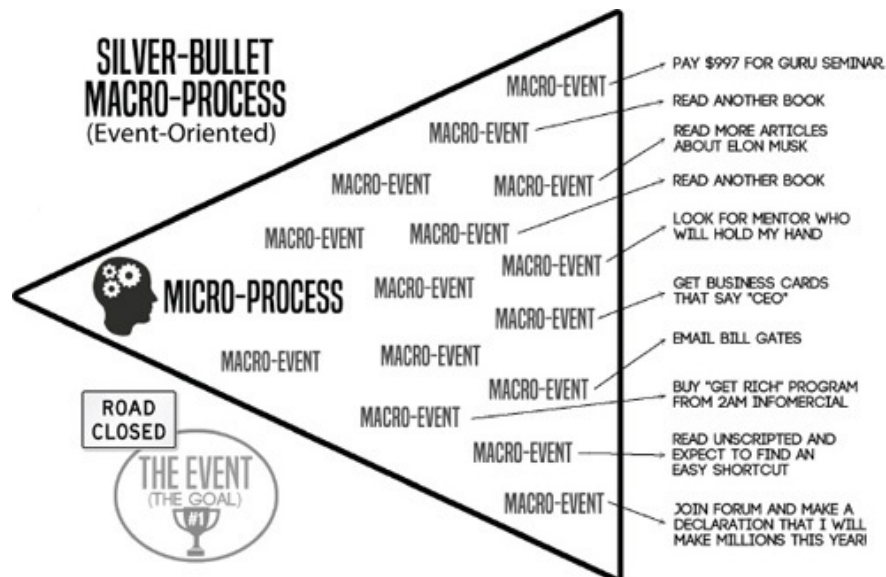 SILVER-BULLET
MACRO-PROCESS
(Event-Oriented)
MACRO-EVENT
PAY $997 FOR GURU SEMINAR.
MACRO-EVENT
READ ANOTHER BOOK
MACRO-EVENT
MACRO-EVENT
READ MORE ARTICLES
ABOUT ELON MUSK
MACRO-EVENT
MACRO-EVENT
READ ANOTHER BOOK
MACRO-EVENT
LOOK FOR MENTOR WHO
WILL HOLD MY HAND
MICRO-PROCESS
MACRO-EVENT
MACRO-EVENT
GET BUSINESS CARDS
THAT SAY "CEO"
MACRO-EVENT
MACRO-EVENT
MACRO-EVENT
EMAIL BILL GATES
MACRO-EVENT
BUY "GET RICH" PROGRAM
FROM 2AM INFOMERCIAL
MACRO-EVENT
READ UNSCRIPTED AND
EXPECT TO FIND AN
EASY SHORTCUT
MACRO-EVENT
JOIN FORUM AND MAKE A
DECLARATION THAT I WILL
MAKE MILLIONS THIS YEAR!
ROAD
CLOSED
THE EVENT
(THE GOAL)
#1